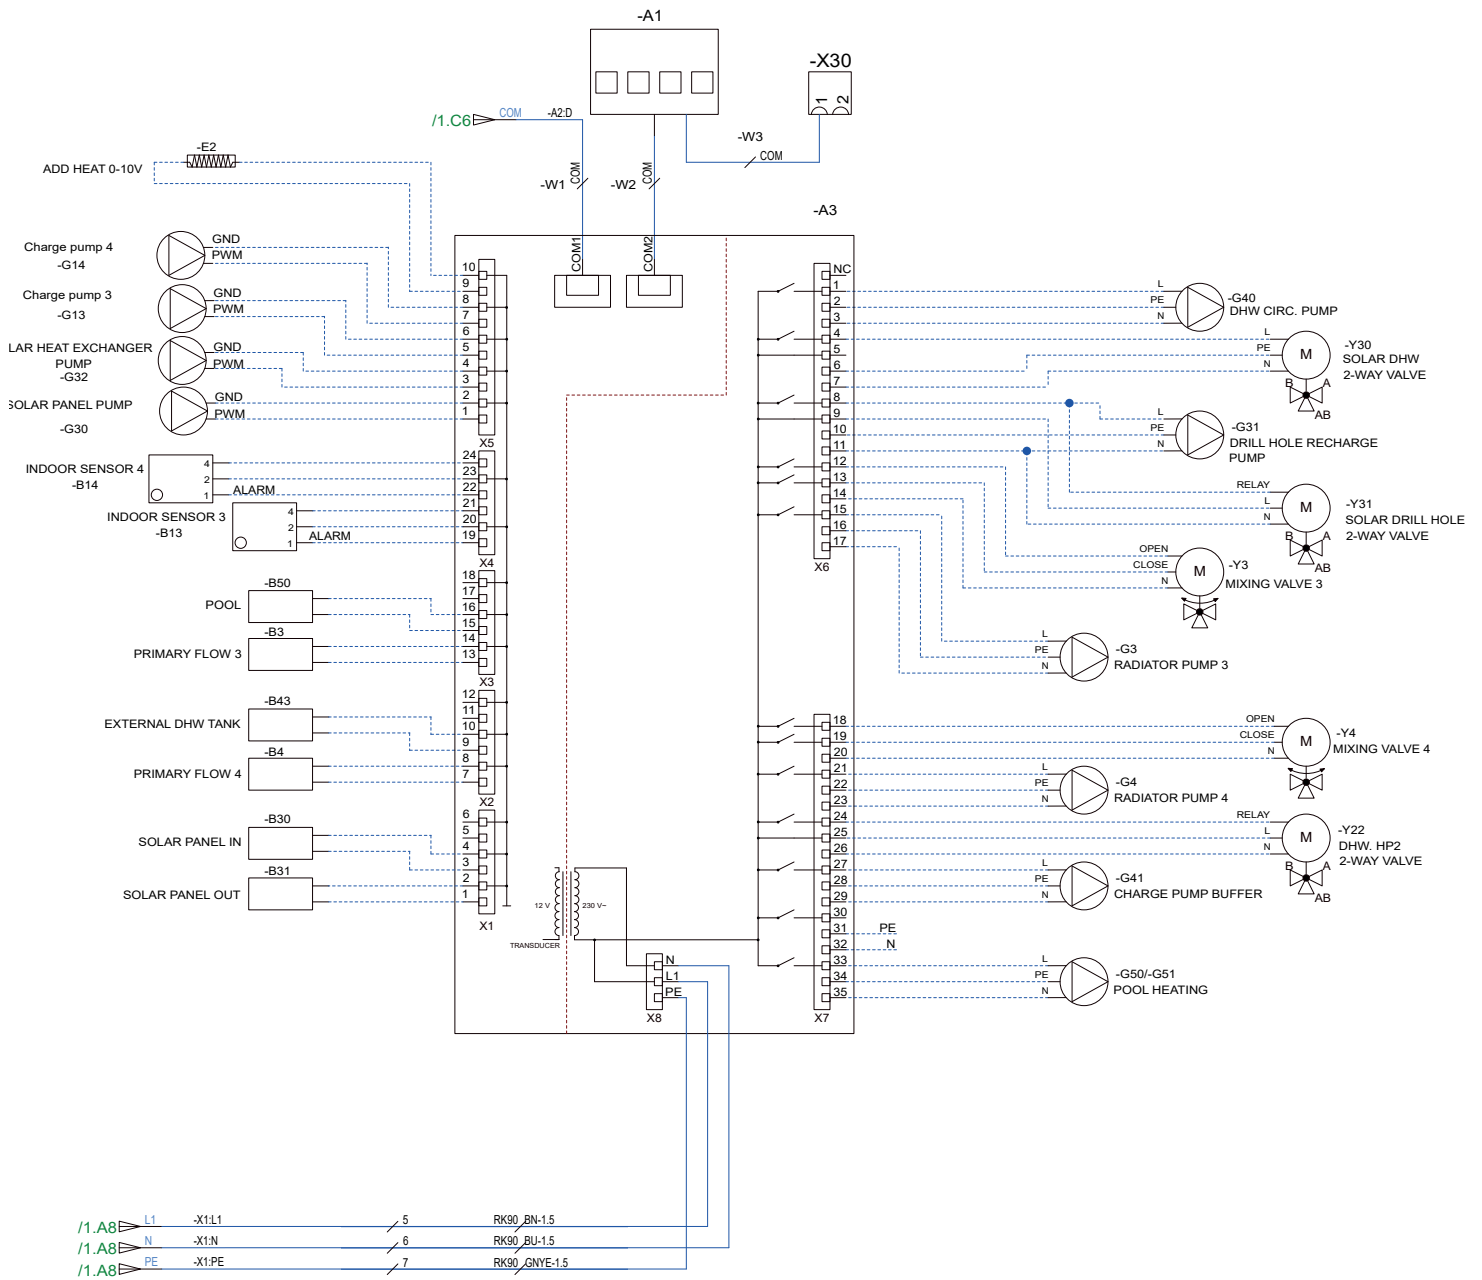 -A1
-X30
1
2
/1.C6
COM
-A2:D
-W3
COM
-E2
ADD HEAT 0-10V
-W1
COM
-W2
COM
-A3
Charge pump 4
-G14
GND
PWM
Charge pump 3
-G13
GND
PWM
LAR HEAT EXCHANGER
PUMP
-G32
GND
PWM
SOLAR PANEL PUMP
-G30
GND
PWM
COM1
COM2
10
9
8
7
6
5
4
3
2
1
X5
INDOOR SENSOR 4
-B14
4
2
1
ALARM
INDOOR SENSOR 3
-B13
4
2
1
ALARM
24
23
22
21
20
19
X4
-B50
POOL
-B3
PRIMARY FLOW 3
18
17
16
15
14
13
X3
-B43
EXTERNAL DHW TANK
-B4
PRIMARY FLOW 4
12
11
10
9
8
7
X2
-B30
SOLAR PANEL IN
-B31
SOLAR PANEL OUT
6
5
4
3
2
1
X1
12 V
230 V~
TRANSDUCER
N
L1
PE
X8
NC
1
2
3
4
5
6
7
8
9
10
11
12
13
14
15
16
17
X6
L
PE
N
-G40
DHW CIRC. PUMP
L
PE
N
M
-Y30
SOLAR DHW
2-WAY VALVE
B
A
AB
L
PE
N
-G31
DRILL HOLE RECHARGE
PUMP
RELAY
L
N
M
-Y31
SOLAR DRILL HOLE
2-WAY VALVE
B
A
AB
OPEN
CLOSE
N
M
-Y3
MIXING VALVE 3
L
PE
N
-G3
RADIATOR PUMP 3
18
19
20
21
22
23
24
25
26
27
28
29
30
31
32
33
34
35
X7
OPEN
CLOSE
N
M
-Y4
MIXING VALVE 4
L
PE
N
-G4
RADIATOR PUMP 4
RELAY
L
N
M
-Y22
DHW. HP2
2-WAY VALVE
B
A
AB
L
PE
N
-G41
CHARGE PUMP BUFFER
PE
N
L
PE
N
-G50/-G51
POOL HEATING
/1.A8
L1
-X1:L1
5
RK90
BN-1.5
/1.A8
N
-X1:N
6
RK90
BU-1.5
/1.A8
PE
-X1:PE
7
RK90
GNYE-1.5